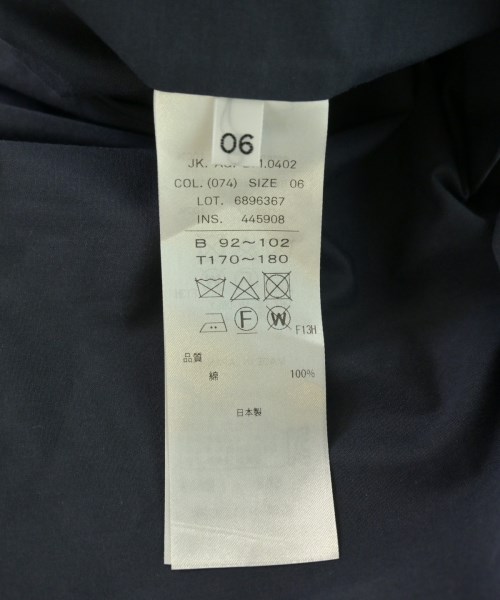 06
JK.
COL. (074) SIZE 06
LOT. 6896367
INS. 445908
B 92～102
T170～180
F W F13H
品質
綿 100%
日本製